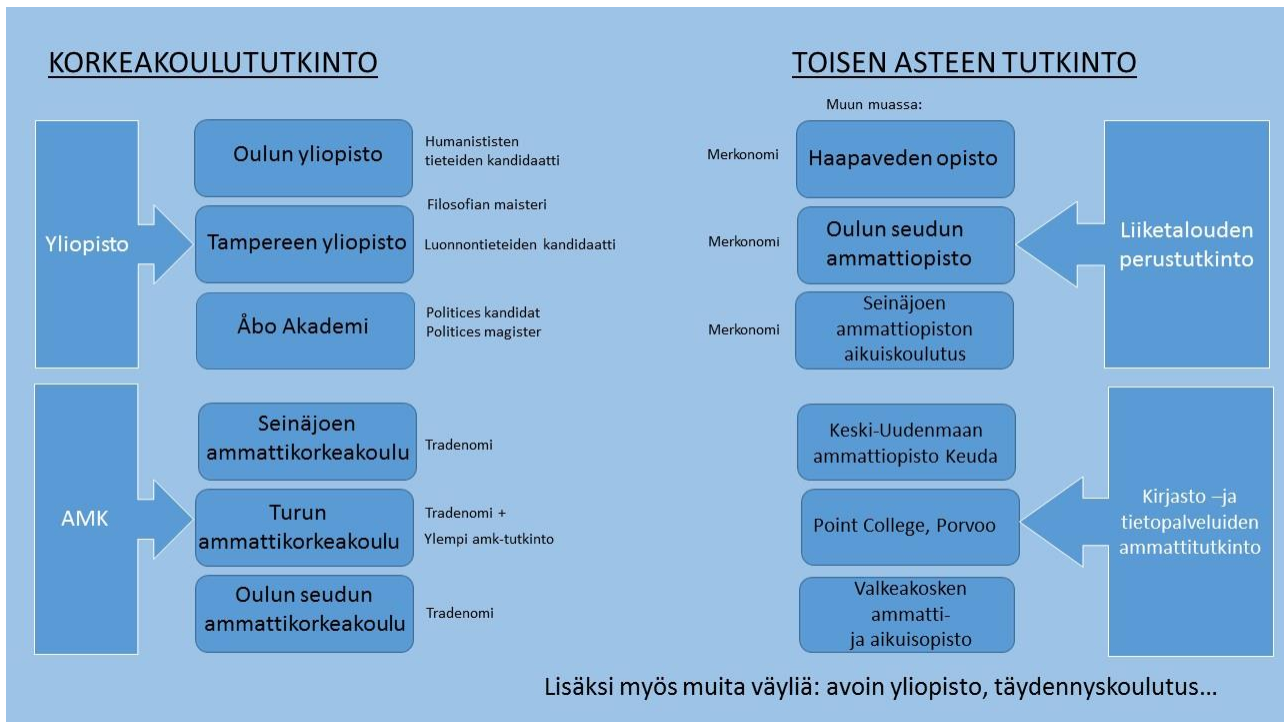 KORKEAKOULUTUTKINTO
Yliopisto
Oulun yliopisto
Humanististen
tieteiden kandidaatti
Filosofian maisteri
Tampereen yliopisto
Luonnontieteiden kandidaatti
Åbo Akademi
Politices kandidat
Politices magister
AMK
Seinäjoen
ammattikorkeakoulu
Tradenomi
Turun
ammattikorkeakoulu
Tradenomi +
Ylempi amk-tutkinto
Oulun seudun
ammattikorkeakoulu
Tradenomi
TOISEN ASTEEN TUTKINTO
Muun muassa:
Merkonomi
Haapaveden opisto
Merkonomi
Oulun seudun
ammattiopisto
Merkonomi
Seinäjoen
ammattiopiston
aikuiskoulutus
Liiketalouden
perustutkinto
Keski-Uudenmaan
ammattiopisto Keuda
Point College, Porvoo
Valkeakosken
ammatti-
ja aikuisopisto
Kirjasto –ja
tietopalveluiden
ammattitutkinto
Lisäksi myös muita väyliä: avoin yliopisto, täydennyskoulutus…